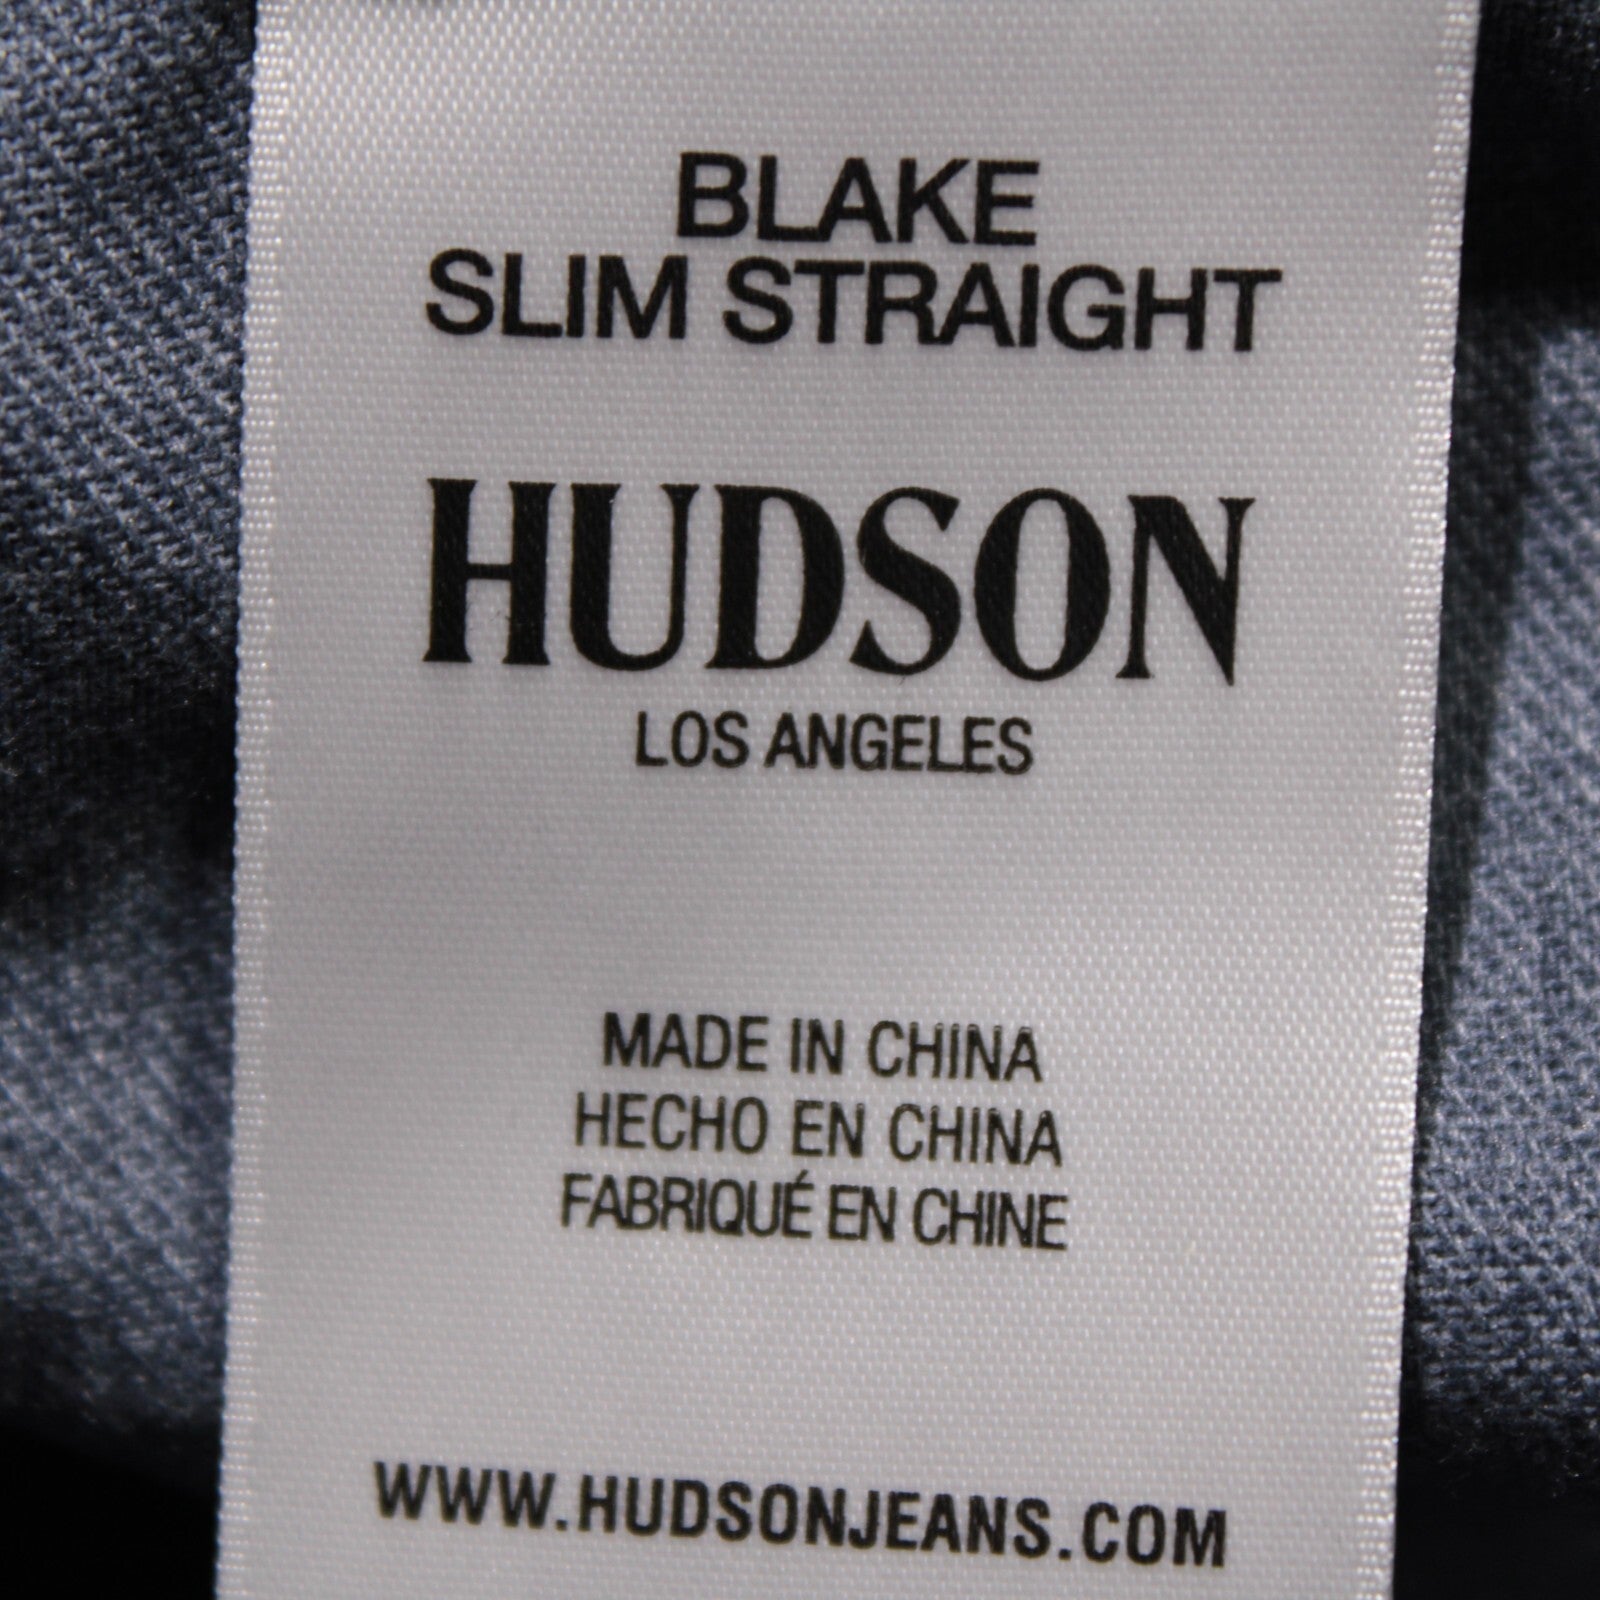 BLAKE
SLIM STRAIGHT
HUDSON
LOS ANGELES
MADE IN CHINA
HECHO EN CHINA
FABRIQUÉ EN CHINE
WWW.HUDSONJEANS.COM